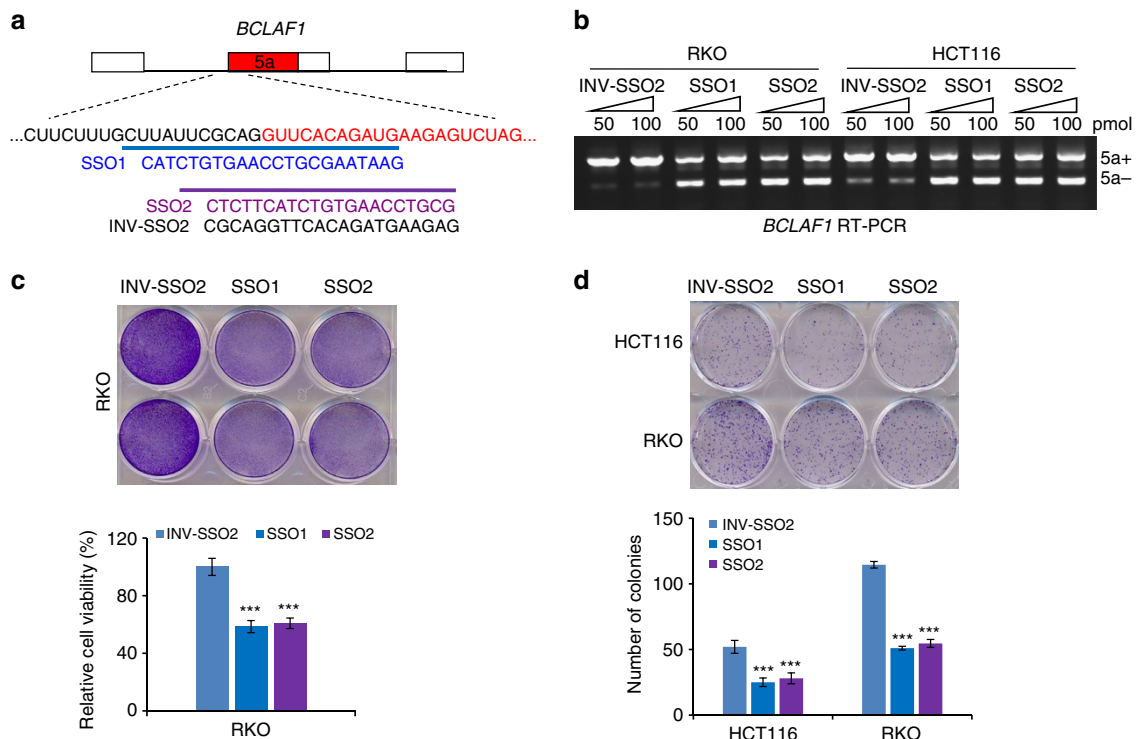 a
BCLAF1
5a
...CUUCUUUGCUUAUUCGCAGGUUCACAGAUGAAGAGUCUAG...
SSO1 CATCTGTGAACCTGCGAATAAG
SSO2 CTCTTCATCTGTGAACCTGCG
INV-SSO2 CGCAGGTTCACAGATGAAGAG
b
RKO HCT116
INV-SSO2 SSO1 SSO2 INV-SSO2 SSO1 SSO2
50 100 50 100 50 100 50 100 50 100 50 100 pmol
5a+
5a–
BCLAF1 RT-PCR
c
INV-SSO2 SSO1 SSO2
RKO
Relative cell viability (%)
INV-SSO2 SSO1 SSO2
120
80
40
0
*** ***
RKO
d
INV-SSO2 SSO1 SSO2
HCT116
RKO
Number of colonies
150
100
50
0
INV-SSO2
SSO1
SSO2
*** ***
*** ***
HCT116 RKO